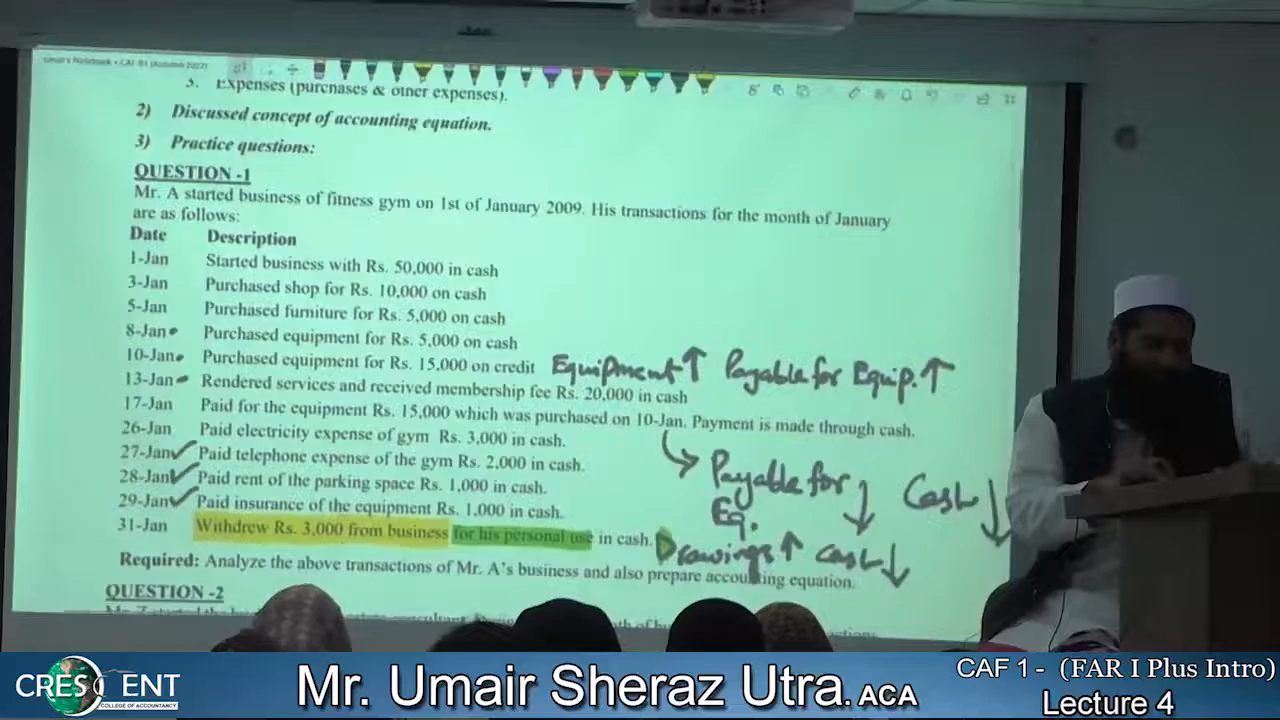 Umair's Notebook • CAF-01 (Autumn 2022)
3. Expenses (purchases & other expenses).
2) Discussed concept of accounting equation.
3) Practice questions:
QUESTION -1
Mr. A started business of fitness gym on 1st of January 2009. His transactions for the month of January
are as follows:
Date Description
1-Jan Started business with Rs. 50,000 in cash
3-Jan Purchased shop for Rs. 10,000 on cash
5-Jan Purchased furniture for Rs. 5,000 on cash
8-Jan Purchased equipment for Rs. 5,000 on cash
10-Jan Purchased equipment for Rs. 15,000 on credit Equipment ↑ Payable for Equip. ↑
13-Jan Rendered services and received membership fee Rs. 20,000 in cash
17-Jan Paid for the equipment Rs. 15,000 which was purchased on 10-Jan. Payment is made through cash.
26-Jan Paid electricity expense of gym Rs. 3,000 in cash.
27-Jan ✓ Paid telephone expense of the gym Rs. 2,000 in cash.
28-Jan ✓ Paid rent of the parking space Rs. 1,000 in cash.
29-Jan ✓ Paid insurance of the equipment Rs. 1,000 in cash.
Payable for Eq. ↓ Cash ↓
31-Jan Withdrew Rs. 3,000 from business for his personal use in cash. Drawings ↑ cash ↓
Required: Analyze the above transactions of Mr. A's business and also prepare accounting equation.
QUESTION -2
CRESCENT
COLLEGE OF ACCOUNTANCY
Mr. Umair Sheraz Utra. ACA
CAF 1 - (FAR I Plus Intro)
Lecture 4